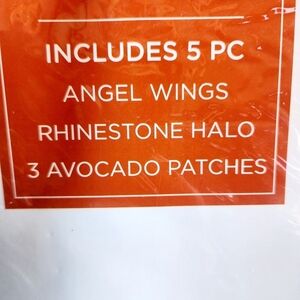 INCLUDES 5 PC
ANGEL WINGS
RHINESTONE HALO
3 AVOCADO PATCHES